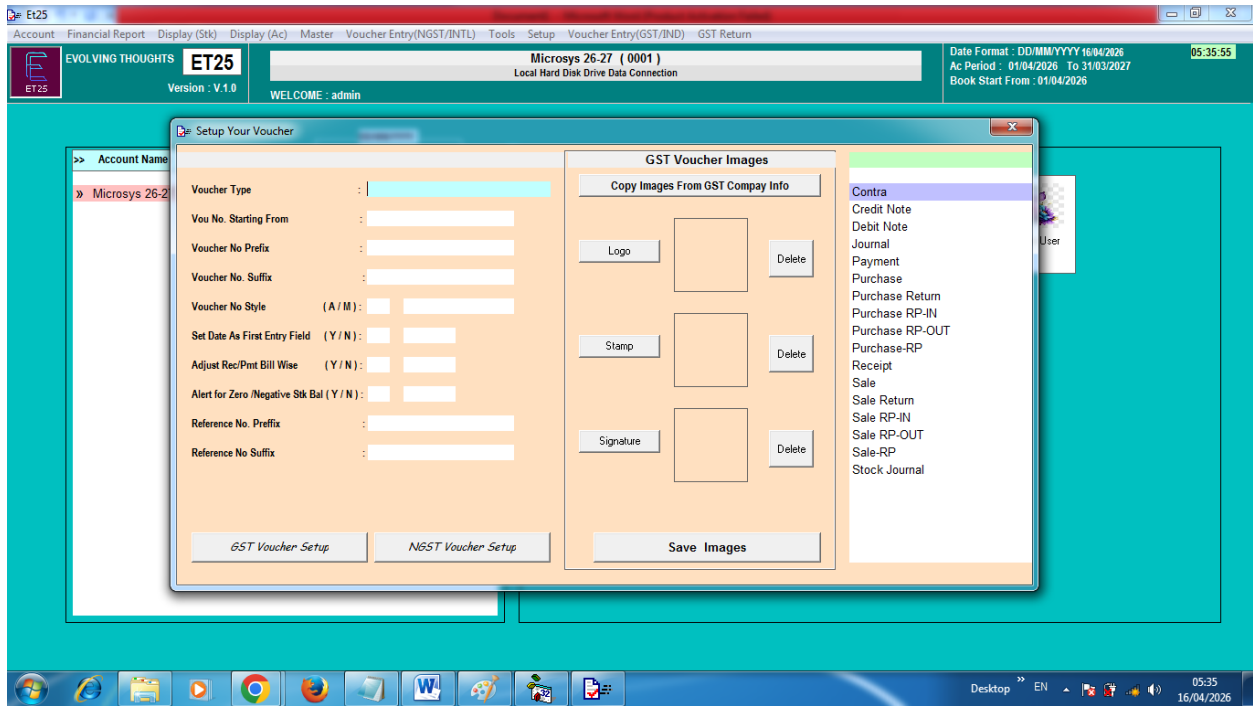 Et25
Account Financial Report Display (Stk) Display (Ac) Master Voucher Entry(NGST/INTL) Tools Setup Voucher Entry(GST/IND) GST Return
ET25
EVOLVING THOUGHTS ET25
Version : V.1.0
Microsys 26-27 ( 0001 )
Local Hard Disk Drive Data Connection
WELCOME : admin
Date Format : DD/MM/YYYY 16/04/2026 05:35:55
Ac Period : 01/04/2026 To 31/03/2027
Book Start From : 01/04/2026
>> Account Name
» Microsys 26-2
User
Setup Your Voucher
Voucher Type :
Vou No. Starting From :
Voucher No Prefix :
Voucher No. Suffix :
Voucher No Style ( A / M ) :
Set Date As First Entry Field ( Y / N ) :
Adjust Rec/Pmt Bill Wise ( Y / N ) :
Alert for Zero /Negative Stk Bal ( Y / N ) :
Reference No. Preffix :
Reference No Suffix :
GST Voucher Setup
NGST Voucher Setup
GST Voucher Images
Copy Images From GST Compay Info
Logo
Delete
Stamp
Delete
Signature
Delete
Save Images
Contra
Credit Note
Debit Note
Journal
Payment
Purchase
Purchase Return
Purchase RP-IN
Purchase RP-OUT
Purchase-RP
Receipt
Sale
Sale Return
Sale RP-IN
Sale RP-OUT
Sale-RP
Stock Journal
Desktop » EN
05:35
16/04/2026